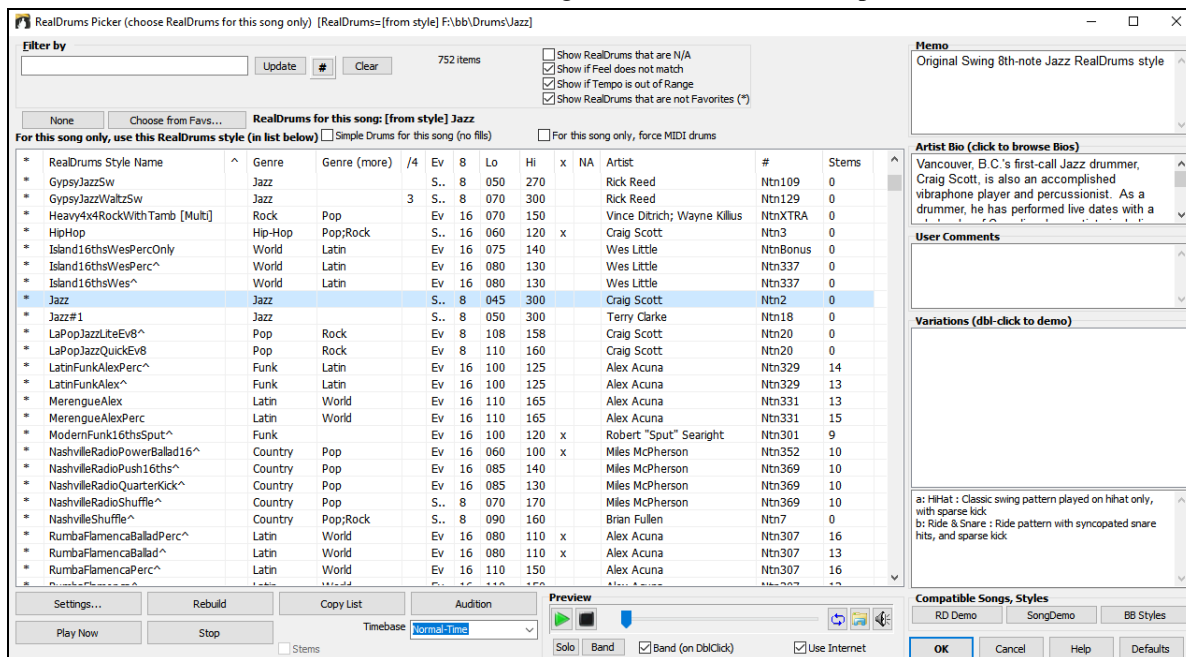 RealDrums Picker (choose RealDrums for this song only) [RealDrums=[from style] F:\bb\Drums\Jazz]
Filter by
Update # Clear 752 items
Show RealDrums that are N/A
Show if Feel does not match
Show if Tempo is out of Range
Show RealDrums that are not Favorites (*)
None Choose from Favs... RealDrums for this song: [from style] Jazz
For this song only, use this RealDrums style (in list below) Simple Drums for this song (no fills) For this song only, force MIDI drums
* RealDrums Style Name ^ Genre Genre (more) /4 Ev 8 Lo Hi x NA Artist # Stems
* GypsyJazzSw Jazz S.. 8 050 270 Rick Reed Ntn109 0
* GypsyJazzWaltzSw Jazz 3 S.. 8 070 300 Rick Reed Ntn129 0
* Heavy4x4RockWithTamb [Multi] Rock Pop Ev 16 070 150 Vince Ditrich; Wayne Killius NtnXTRA 0
* HipHop Hip-Hop Pop;Rock S.. 16 060 120 x Craig Scott Ntn3 0
* Island16thsWesPercOnly World Latin Ev 16 075 140 Wes Little NtnBonus 0
* Island16thsWesPerc^ World Latin Ev 16 080 130 Wes Little Ntn337 0
* Island16thsWes^ World Latin Ev 16 080 130 Wes Little Ntn337 0
* Jazz Jazz S.. 8 045 300 Craig Scott Ntn2 0
* Jazz#1 Jazz S.. 8 050 300 Terry Clarke Ntn18 0
* LaPopJazzLiteEv8^ Pop Rock Ev 8 108 158 Craig Scott Ntn20 0
* LaPopJazzQuickEv8 Pop Rock Ev 8 110 160 Craig Scott Ntn20 0
* LatinFunkAlexPerc^ Funk Latin Ev 16 100 125 Alex Acuna Ntn329 14
* LatinFunkAlex^ Funk Latin Ev 16 100 125 Alex Acuna Ntn329 13
* MerengueAlex Latin World Ev 16 110 165 Alex Acuna Ntn331 13
* MerengueAlexPerc Latin World Ev 16 110 165 Alex Acuna Ntn331 15
* ModernFunk16thsSput^ Funk Ev 16 100 120 x Robert "Sput" Searight Ntn301 9
* NashvilleRadioPowerBallad16^ Country Pop Ev 16 060 100 x Miles McPherson Ntn352 10
* NashvilleRadioPush16ths^ Country Pop Ev 16 085 140 Miles McPherson Ntn369 10
* NashvilleRadioQuarterKick^ Country Pop Ev 16 085 130 Miles McPherson Ntn369 10
* NashvilleRadioShuffle^ Country Pop S.. 8 070 170 Miles McPherson Ntn369 10
* NashvilleShuffle^ Country Pop;Rock S.. 8 090 160 Brian Fullen Ntn7 0
* RumbaFlamencaBalladPerc^ Latin World Ev 16 080 110 x Alex Acuna Ntn307 16
* RumbaFlamencaBallad^ Latin World Ev 16 080 110 x Alex Acuna Ntn307 13
* RumbaFlamencaPerc^ Latin World Ev 16 110 150 Alex Acuna Ntn307 16
Settings... Rebuild Copy List Audition
Play Now Stop Timebase Normal-Time
Stems
Preview
Solo Band Band (on DblClick) Use Internet
Memo
Original Swing 8th-note Jazz RealDrums style
Artist Bio (click to browse Bios)
Vancouver, B.C.'s first-call Jazz drummer,
Craig Scott, is also an accomplished
vibraphone player and percussionist. As a
drummer, he has performed live dates with a
User Comments
Variations (dbl-click to demo)
a: HiHat : Classic swing pattern played on hihat only,
with sparse kick
b: Ride & Snare : Ride pattern with syncopated snare
hits, and sparse kick
Compatible Songs, Styles
RD Demo SongDemo BB Styles
OK Cancel Help Defaults